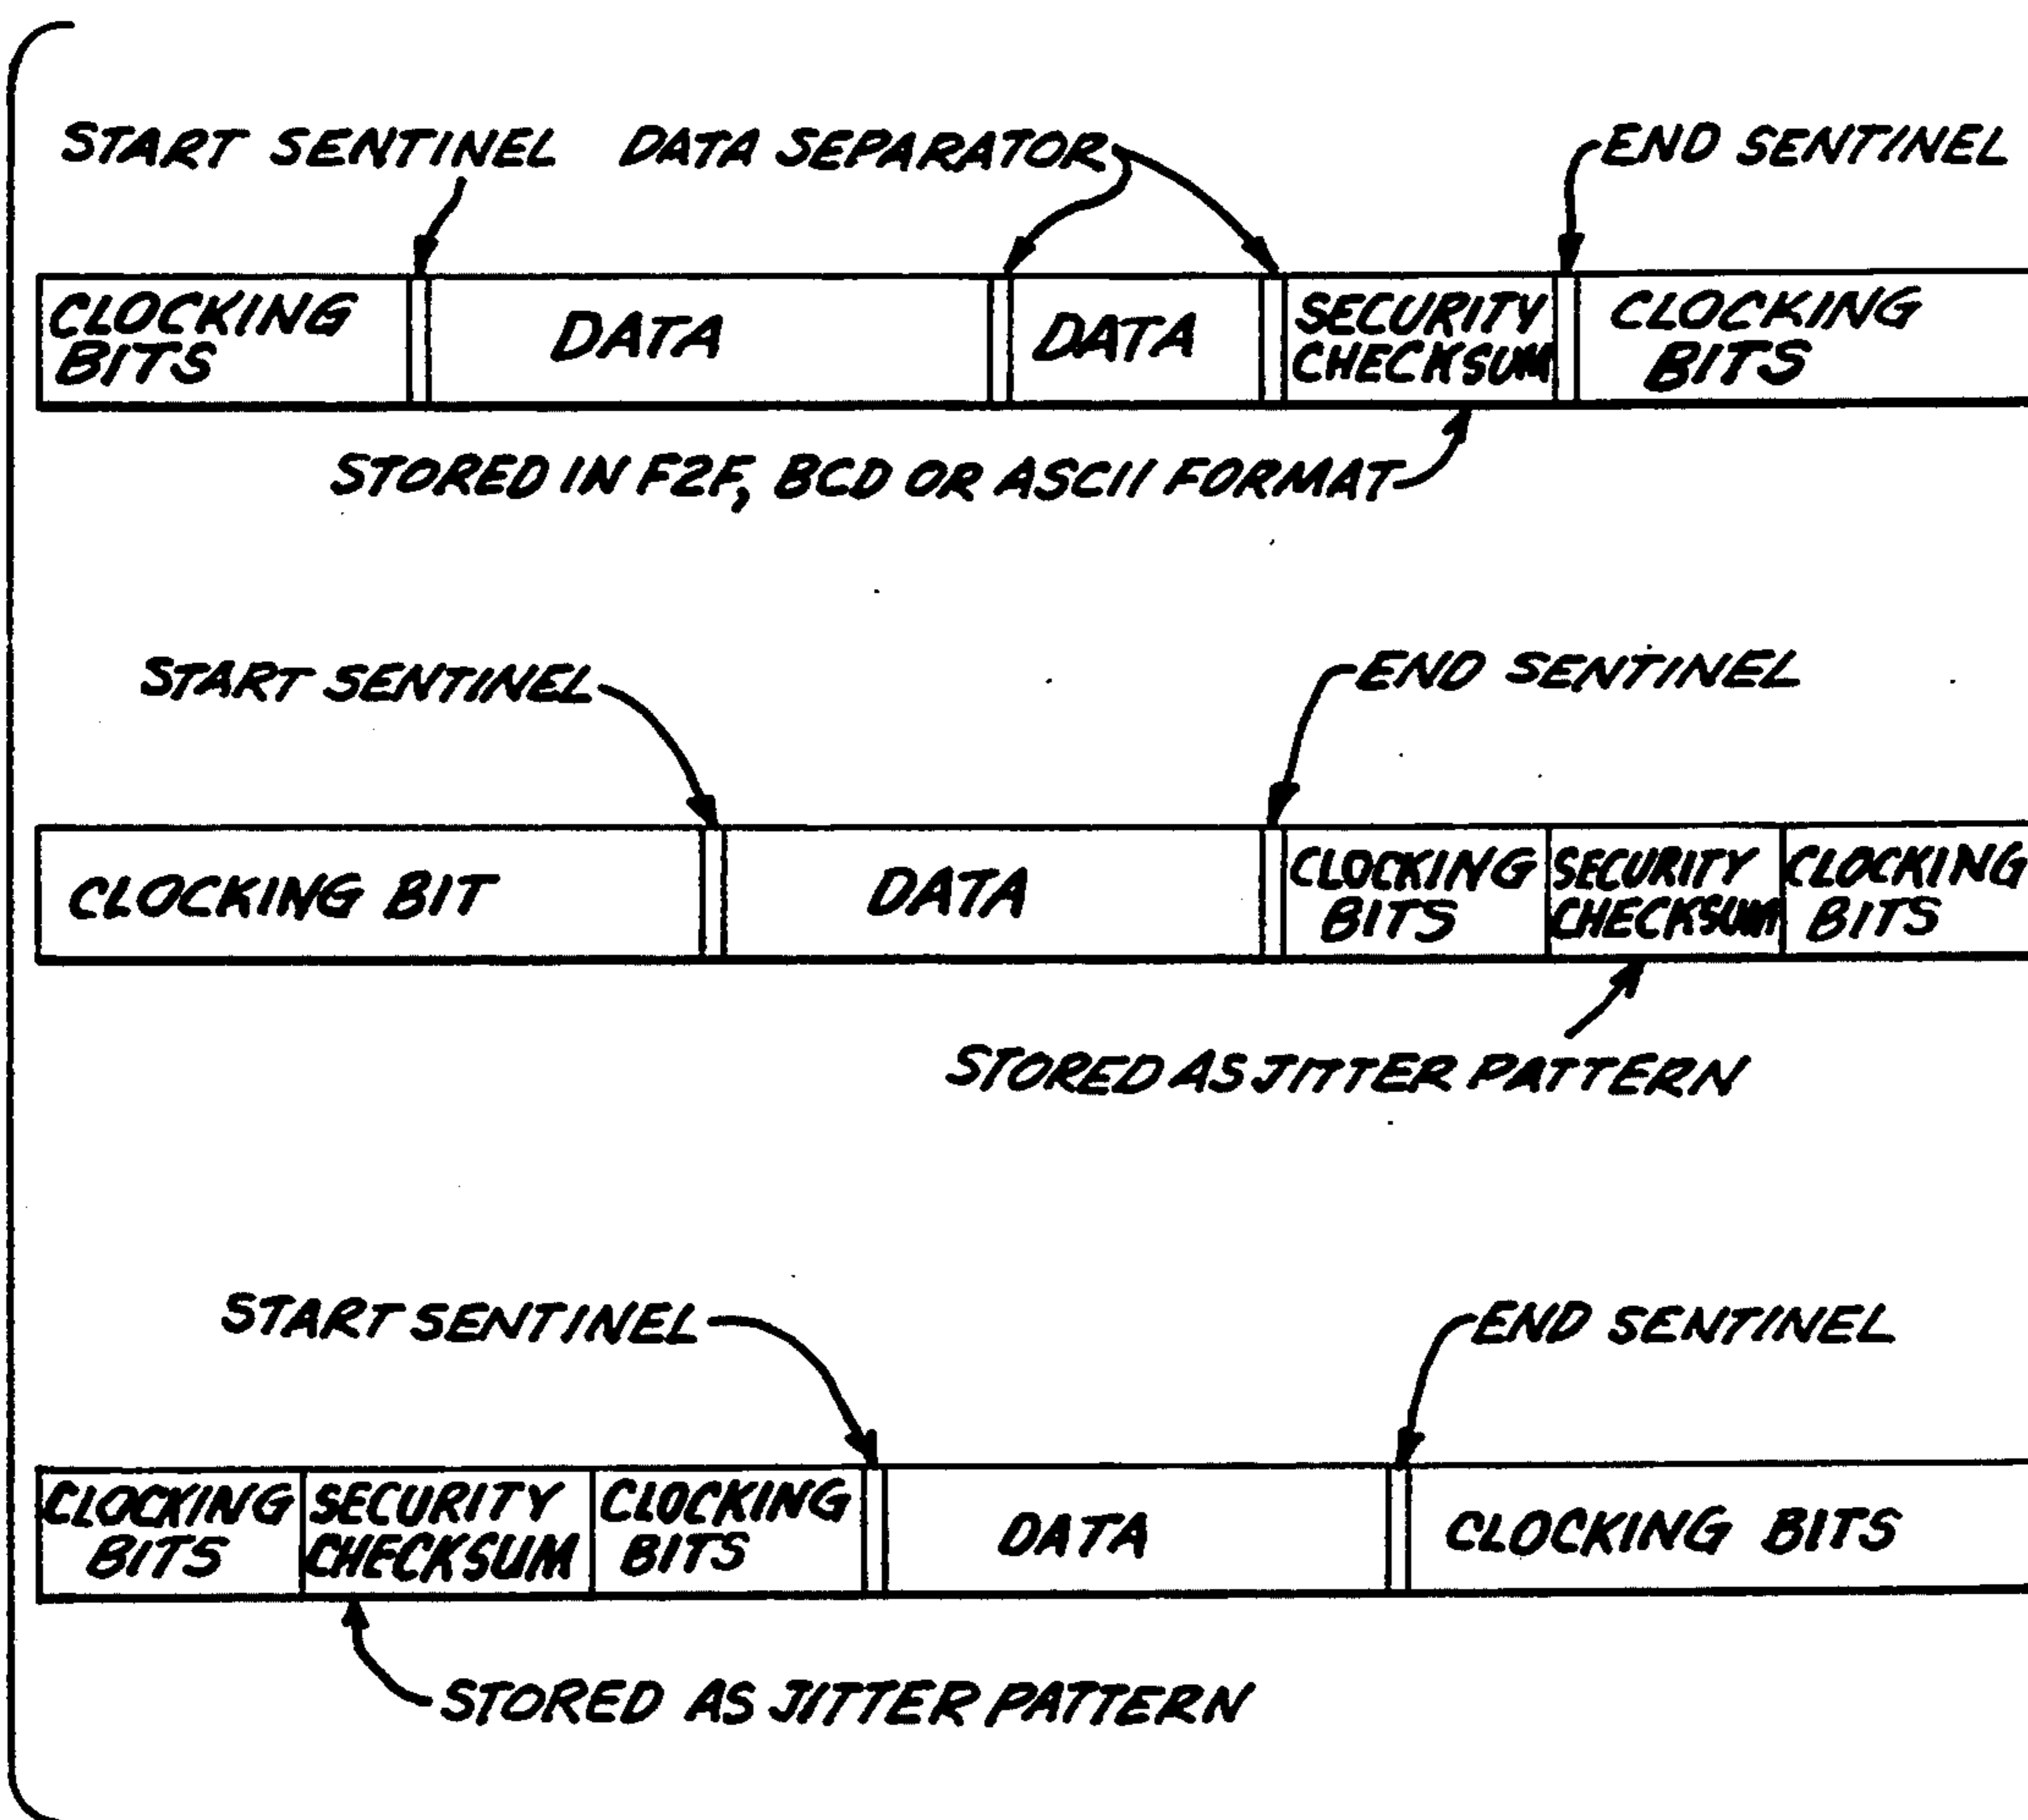 START SENTINEL DATA SEPARATOR END SENTINEL
CLOCKING BITS DATA DATA SECURITY CHECKSUM CLOCKING BITS
STORED IN F2F, BCD OR ASCII FORMAT
START SENTINEL END SENTINEL
CLOCKING BIT DATA CLOCKING BITS SECURITY CHECKSUM CLOCKING BITS
STORED AS JITTER PATTERN
START SENTINEL END SENTINEL
CLOCKING BITS SECURITY CHECKSUM CLOCKING BITS DATA CLOCKING BITS
STORED AS JITTER PATTERN